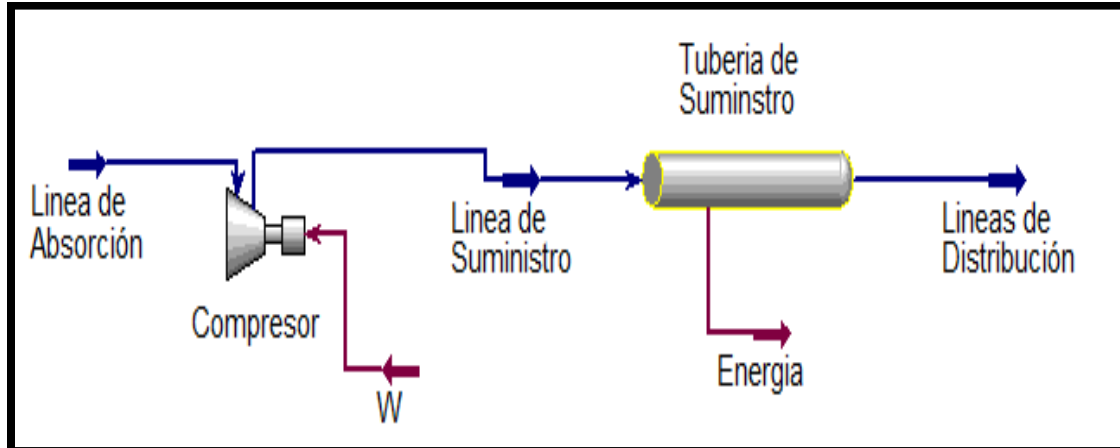 Tuberia de
Suminstro
Linea de
Absorción
Linea de
Suministro
Lineas de
Distribución
Compresor
Energia
W